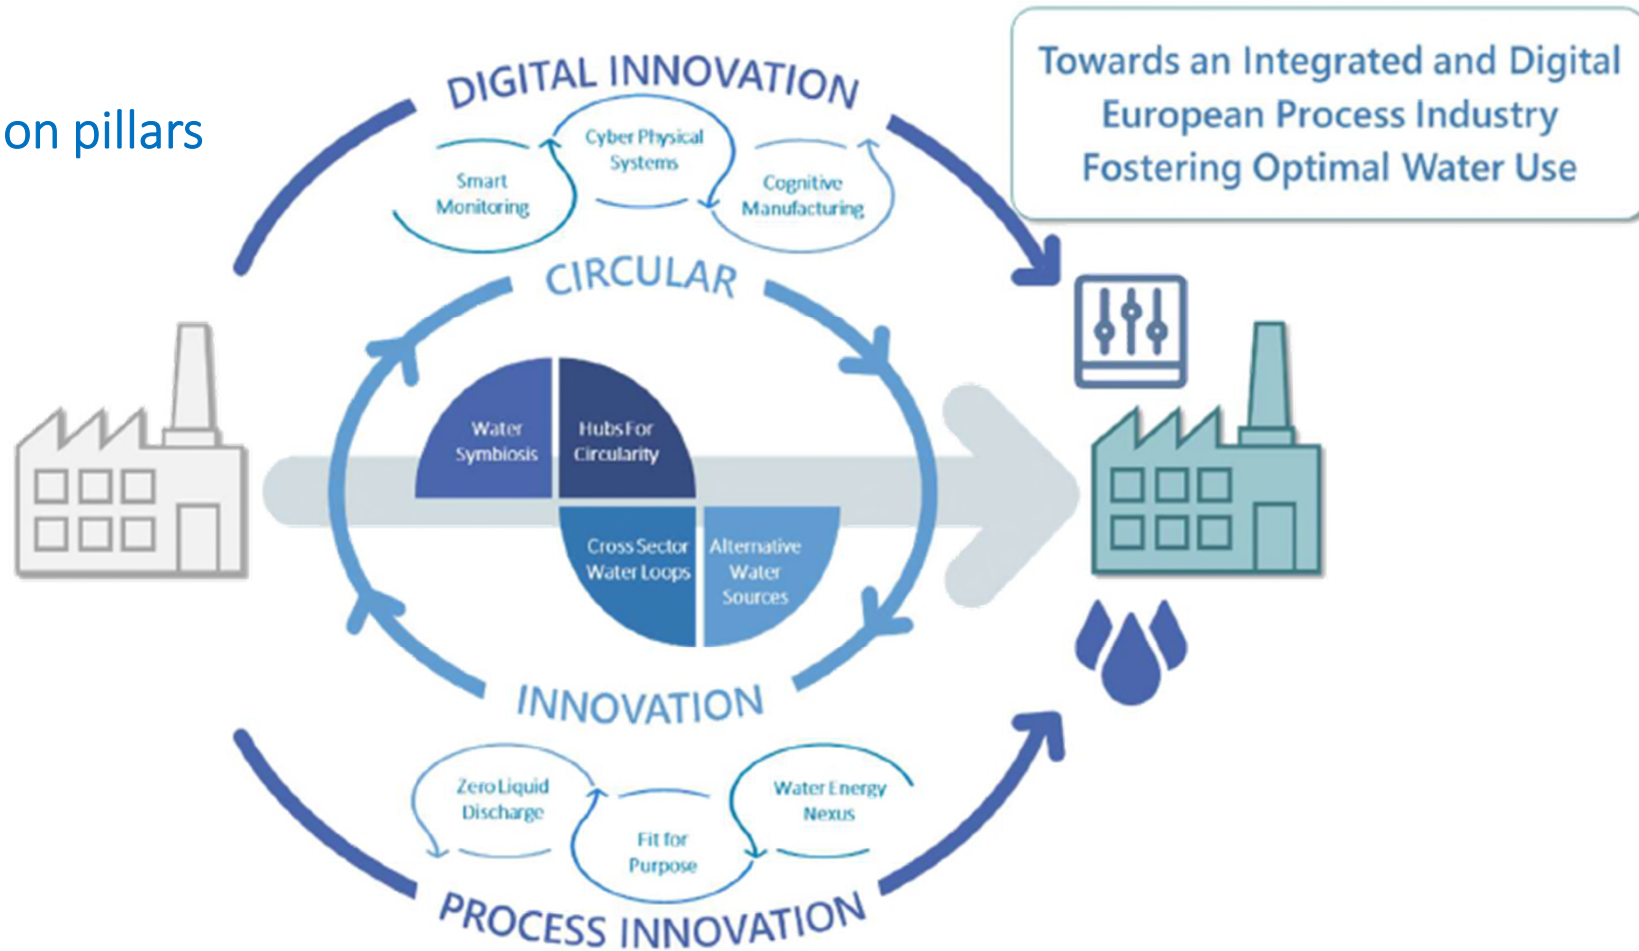 on pillars
DIGITAL INNOVATION
Towards an Integrated and Digital
European Process Industry
Fostering Optimal Water Use
Smart
Monitoring
Cyber Physical
Systems
Cognitive
Manufacturing
CIRCULAR
Water
Symbiosis
Hubs For
Circularity
Cross Sector
Water Loops
Alternative
Water
Sources
INNOVATION
Zero Liquid
Discharge
Fit for
Purpose
Water Energy
Nexus
PROCESS INNOVATION